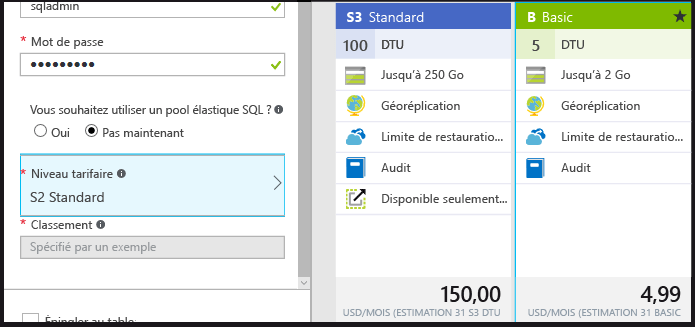 sqladmin
* Mot de passe
•••••••••
Vous souhaitez utiliser un pool élastique SQL ?
Oui Pas maintenant
* Niveau tarifaire
S2 Standard
* Classement
Spécifié par un exemple
Épingler au table
S3 Standard
100 DTU
Jusqu'à 250 Go
Géoréplication
Limite de restauratio...
Audit
Disponible seulement...
150,00
USD/MOIS (ESTIMATION 31 S3 DTU
B Basic
5 DTU
Jusqu'à 2 Go
Géoréplication
Limite de restauratio...
Audit
4,99
USD/MOIS (ESTIMATION 31 BASIC